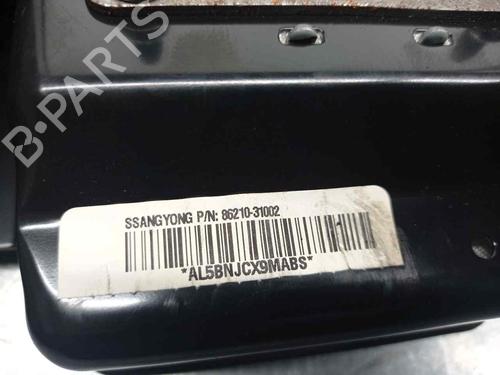 B-PARTS
SSANGYONG P/N: 86210-31002
*AL5BNJCX9MABS*